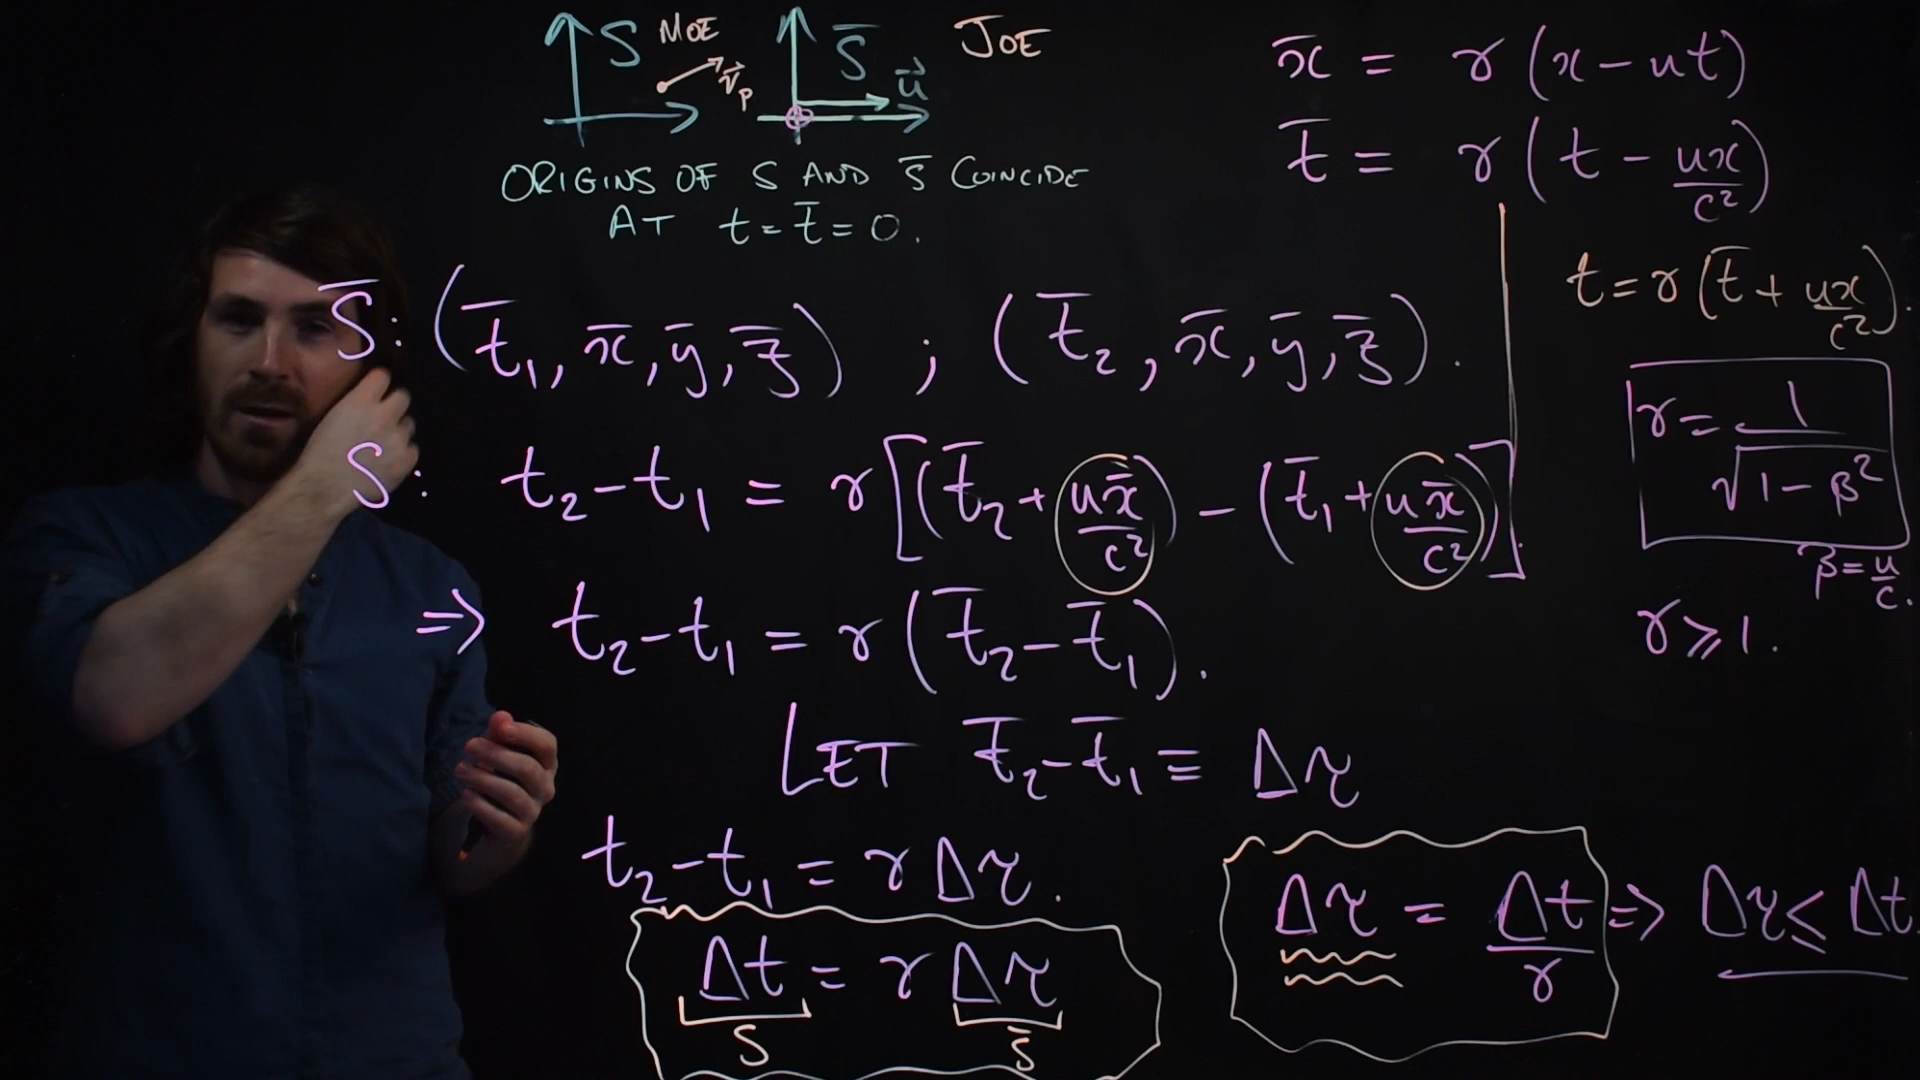 S MOE v⃗ₚ S̄ u⃗ JOE
ORIGINS OF S AND S̄ COINCIDE
AT t = t̄ = 0.
x̄ = γ(x - ut)
t̄ = γ(t - ux/c²)
t = γ(t̄ + ux̄/c²).
γ = 1/√(1 - β²)
β = u/c.
γ ⩾ 1.
S̄: (t̄₁, x̄, ȳ, z̄) ; (t̄₂, x̄, ȳ, z̄).
S: t₂ - t₁ = γ[(t̄₂ + ux̄/c²) - (t̄₁ + ux̄/c²)].
⇒ t₂ - t₁ = γ(t̄₂ - t̄₁).
LET t̄₂ - t̄₁ ≡ Δτ
t₂ - t₁ = γΔτ.
Δt = γΔτ
S S̄
Δτ = Δt/γ ⇒ Δτ ≤ Δt.